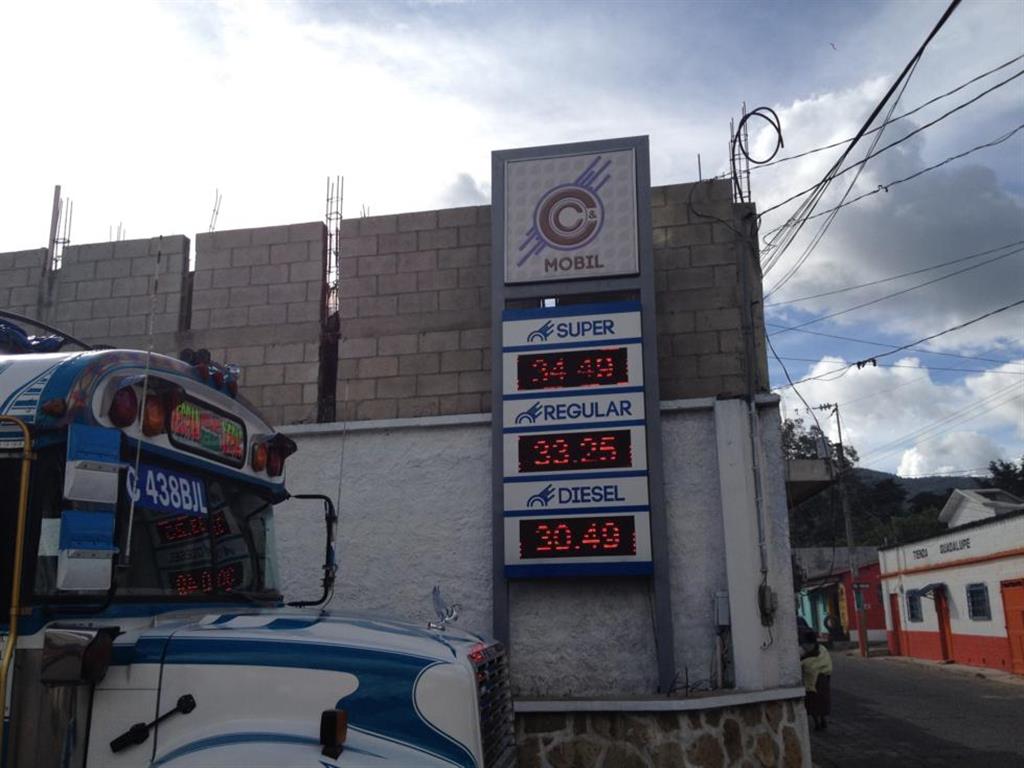 C&C
MOBIL
SUPER
34.49
REGULAR
33.25
DIESEL
30.49
C 438BJL
TIENDA GUADALUPE